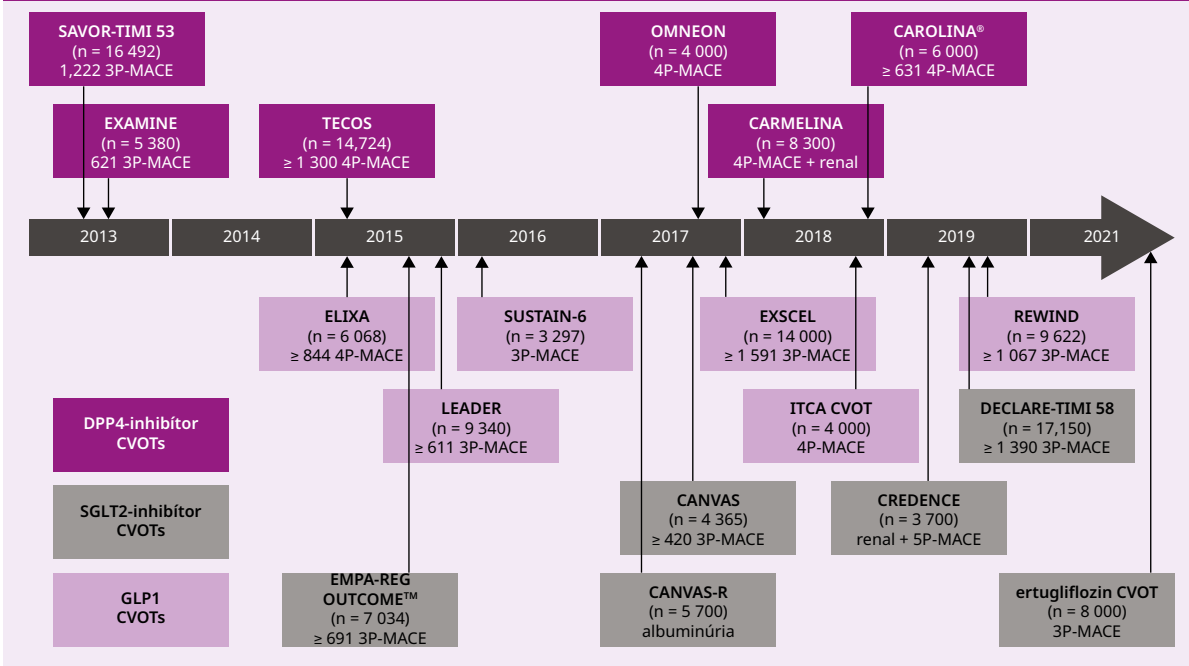 SAVOR-TIMI 53
(n = 16 492)
1,222 3P-MACE
OMNEON
(n = 4 000)
4P-MACE
CAROLINA®
(n = 6 000)
≥ 631 4P-MACE
EXAMINE
(n = 5 380)
621 3P-MACE
TECOS
(n = 14,724)
≥ 1 300 4P-MACE
CARMELINA
(n = 8 300)
4P-MACE + renal
2013
2014
2015
2016
2017
2018
2019
2021
ELIXA
(n = 6 068)
≥ 844 4P-MACE
SUSTAIN-6
(n = 3 297)
3P-MACE
EXSCEL
(n = 14 000)
≥ 1 591 3P-MACE
REWIND
(n = 9 622)
≥ 1 067 3P-MACE
LEADER
(n = 9 340)
≥ 611 3P-MACE
ITCA CVOT
(n = 4 000)
4P-MACE
DECLARE-TIMI 58
(n = 17,150)
≥ 1 390 3P-MACE
DPP4-inhibítor
CVOTs
CANVAS
(n = 4 365)
≥ 420 3P-MACE
CREDENCE
(n = 3 700)
renal + 5P-MACE
SGLT2-inhibítor
CVOTs
EMPA-REG
OUTCOME™
(n = 7 034)
≥ 691 3P-MACE
CANVAS-R
(n = 5 700)
albuminúria
ertugliflozin CVOT
(n = 8 000)
3P-MACE
GLP1
CVOTs